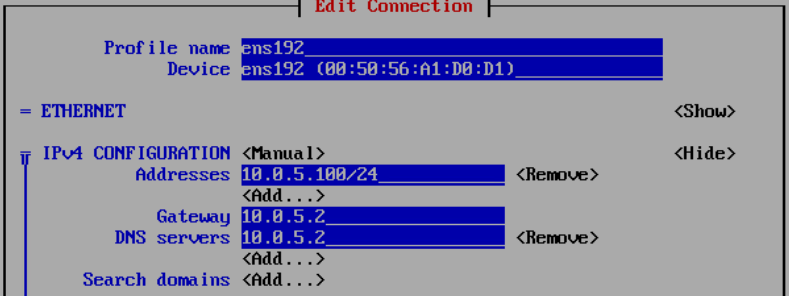 Edit Connection
Profile name ens192
Device ens192 (00:50:56:A1:D0:D1)
= ETHERNET <Show>
IPv4 CONFIGURATION <Manual> <Hide>
Addresses 10.0.5.100/24 <Remove>
<Add...>
Gateway 10.0.5.2
DNS servers 10.0.5.2 <Remove>
<Add...>
Search domains <Add...>